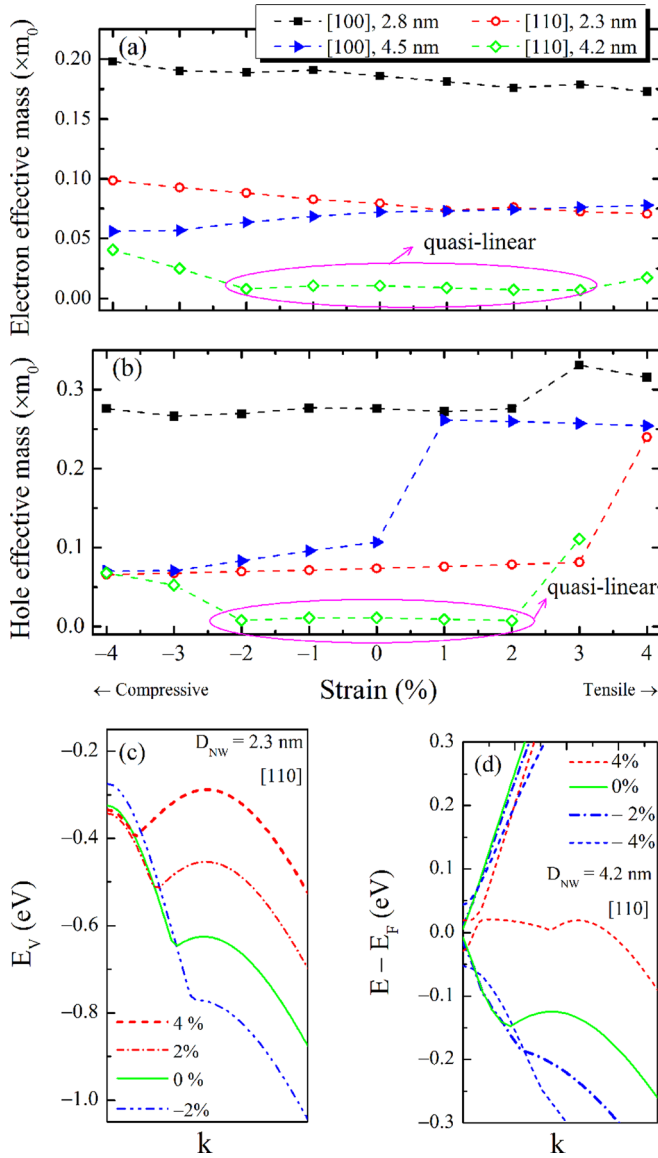 [100], 2.8 nm [110], 2.3 nm
[100], 4.5 nm [110], 4.2 nm
(a)
Electron effective mass (×m0)
0.20
0.15
0.10
0.05
0.00
quasi-linear
(b)
Hole effective mass (×m0)
0.3
0.2
0.1
0.0
quasi-linear
−4 −3 −2 −1 0 1 2 3 4
← Compressive Strain (%) Tensile →
(c)
DNW = 2.3 nm
[110]
EV (eV)
−0.2
−0.4
−0.6
−0.8
−1.0
4 %
2%
0 %
−2%
k
(d)
E − EF (eV)
0.3
0.2
0.1
0.0
−0.1
−0.2
−0.3
4%
0%
− 2%
− 4%
DNW = 4.2 nm
[110]
k